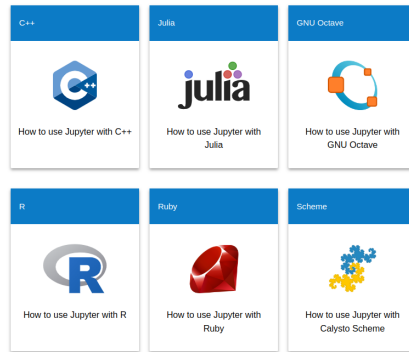 C++
Julia
GNU Octave
C++
julia
How to use Jupyter with C++
How to use Jupyter with
Julia
How to use Jupyter with
GNU Octave
R
Ruby
Scheme
R
How to use Jupyter with R
How to use Jupyter with
Ruby
How to use Jupyter with
Calysto Scheme